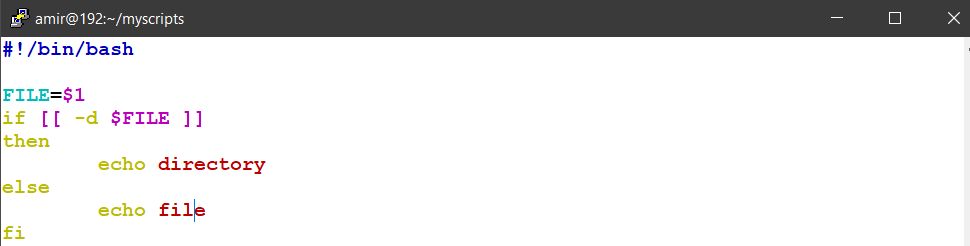 amir@192:~/myscripts
#!/bin/bash
FILE=$1
if [[ -d $FILE ]]
then
        echo directory
else
        echo file
fi